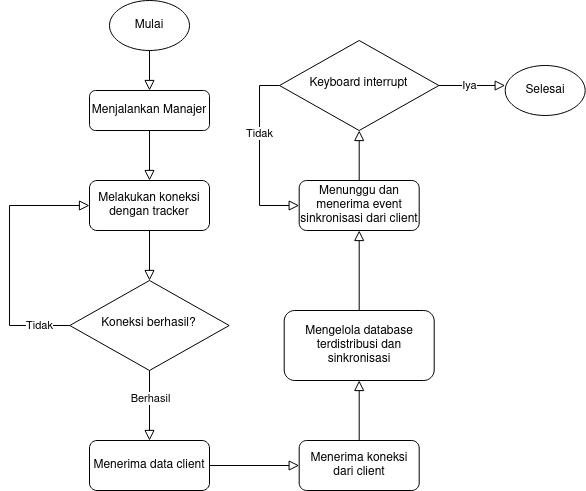 Mulai
Menjalankan Manajer
Melakukan koneksi
dengan tracker
Koneksi berhasil?
Tidak
Berhasil
Menerima data client
Menerima koneksi
dari client
Mengelola database
terdistribusi dan
sinkronisasi
Menunggu dan
menerima event
sinkronisasi dari client
Keyboard interrupt
Tidak
Iya
Selesai